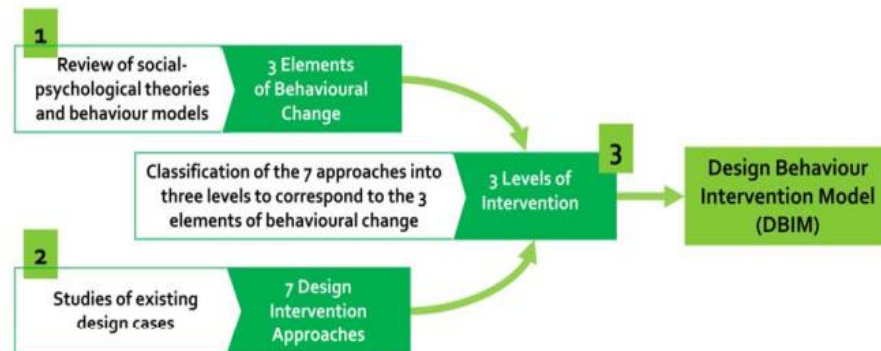 1
Review of social-
psychological theories
and behaviour models
3 Elements
of Behavioural
Change
Classification of the 7 approaches into
three levels to correspond to the 3
elements of behavioural change
3 Levels of
Intervention
3
Design Behaviour
Intervention Model
(DBIM)
2
Studies of existing
design cases
7 Design
Intervention
Approaches